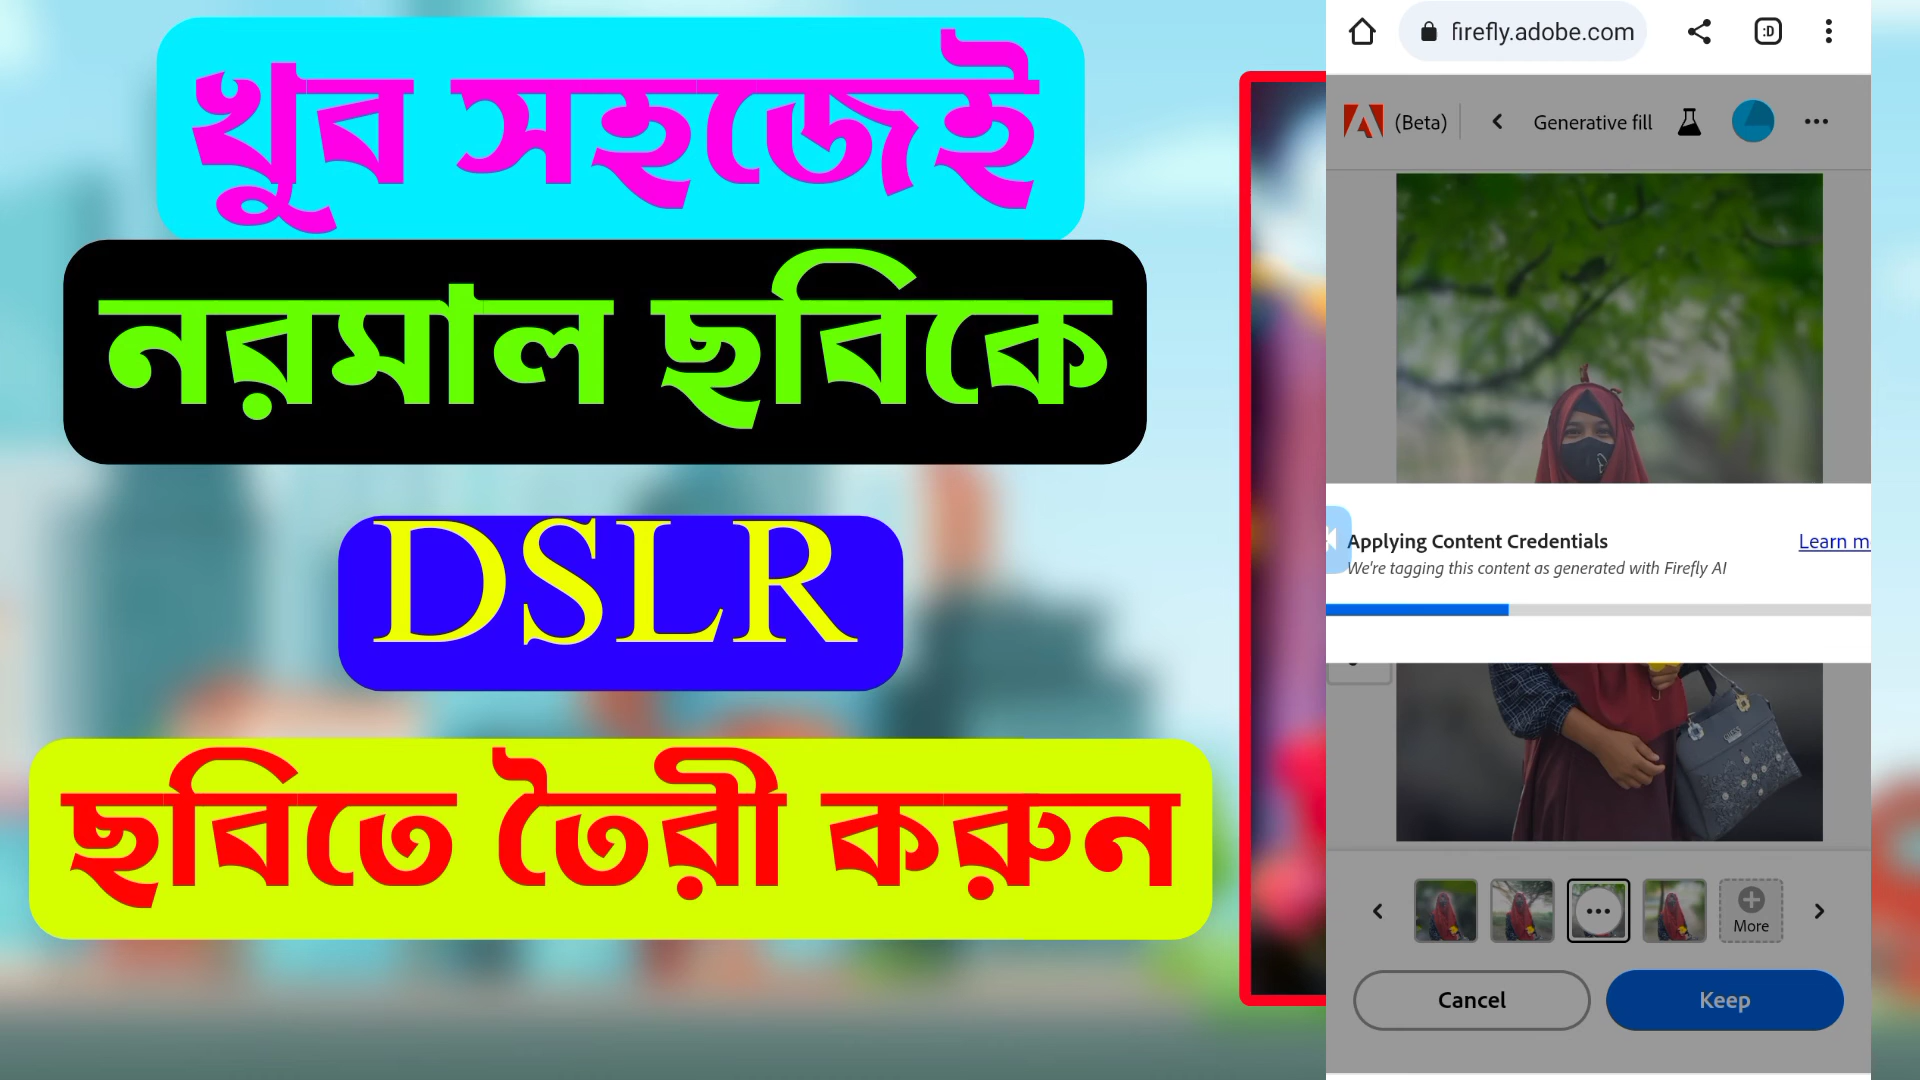 খুব সহজেই
নরমাল ছবিকে
DSLR
ছবিতে তৈরী করুন
firefly.adobe.com
:D
(Beta)
Generative fill
Applying Content Credentials
Learn m
We're tagging this content as generated with Firefly AI
More
Cancel
Keep